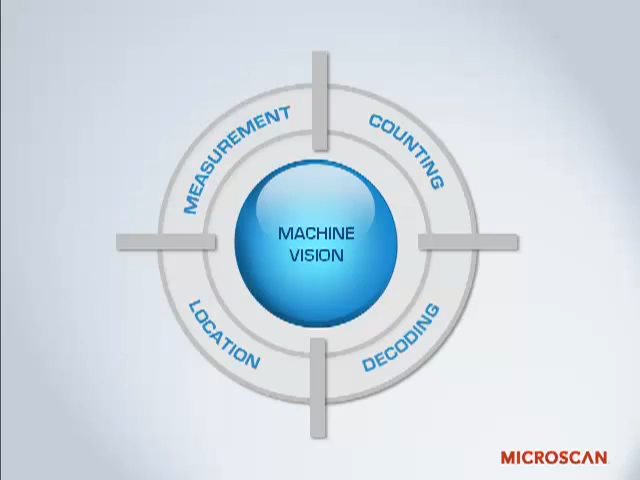 MEASUREMENT
COUNTING
MACHINE
VISION
LOCATION
DECODING
MICROSCAN